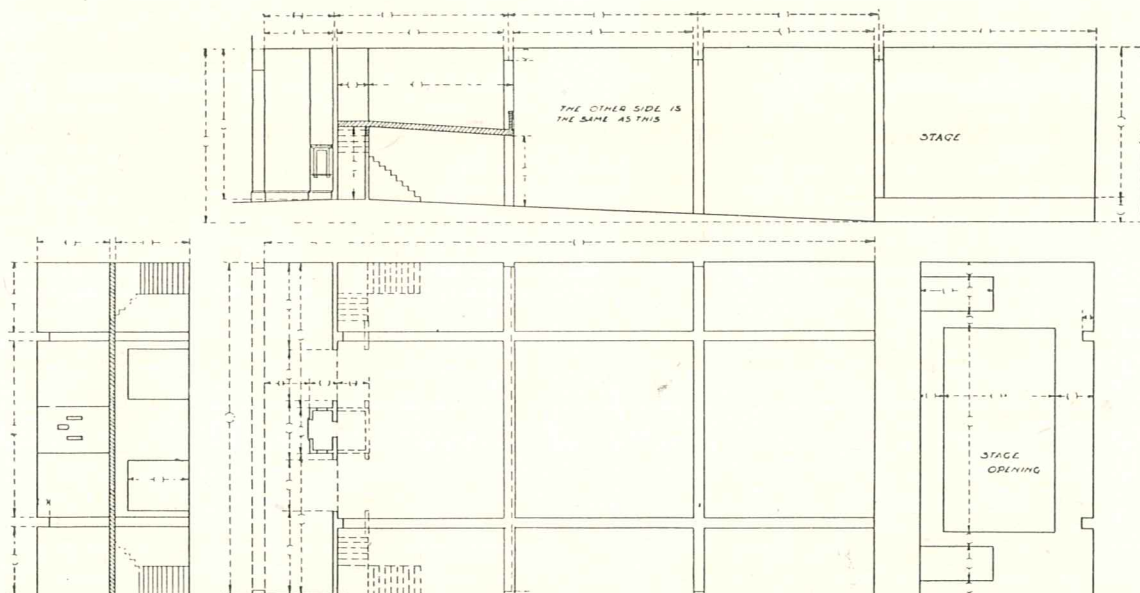 THE OTHER SIDE IS
THE SAME AS THIS
STAGE
STAGE
OPENING